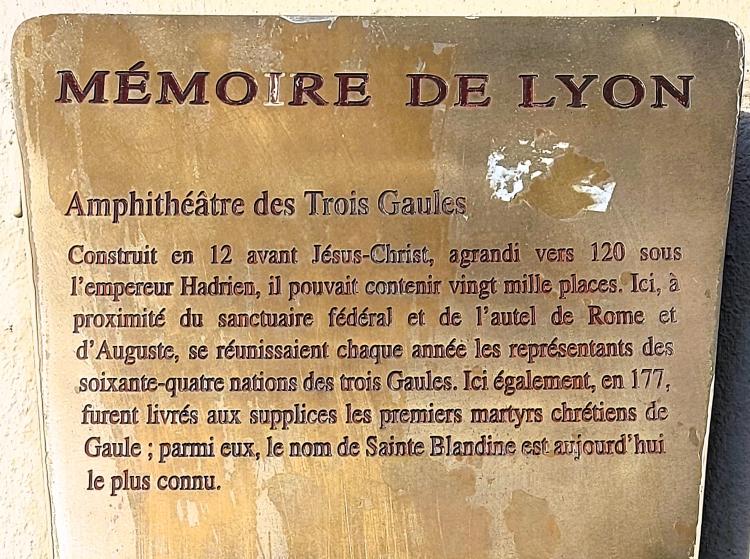 MÉMOIRE DE LYON
Amphithéâtre des Trois Gaules
Construit en 12 avant Jésus-Christ, agrandi vers 120 sous
l'empereur Hadrien, il pouvait contenir vingt mille places. Ici, à
proximité du sanctuaire fédéral et de l'autel de Rome et
d'Auguste, se réunissaient chaque année les représentants des
soixante-quatre nations des trois Gaules. Ici également, en 177,
furent livrés aux supplices les premiers martyrs chrétiens de
Gaule ; parmi eux, le nom de Sainte Blandine est aujourd'hui
le plus connu.